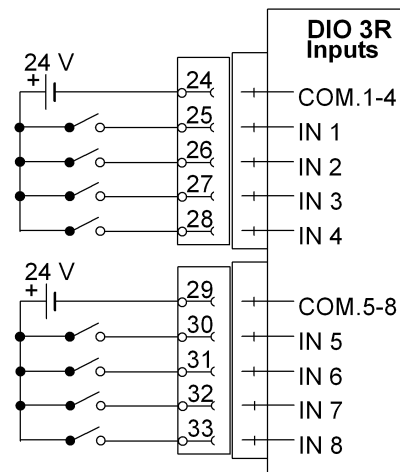 DIO 3R
Inputs
24 V
+
24
COM.1-4
25
IN 1
26
IN 2
27
IN 3
28
IN 4
24 V
+
29
COM.5-8
30
IN 5
31
IN 6
32
IN 7
33
IN 8